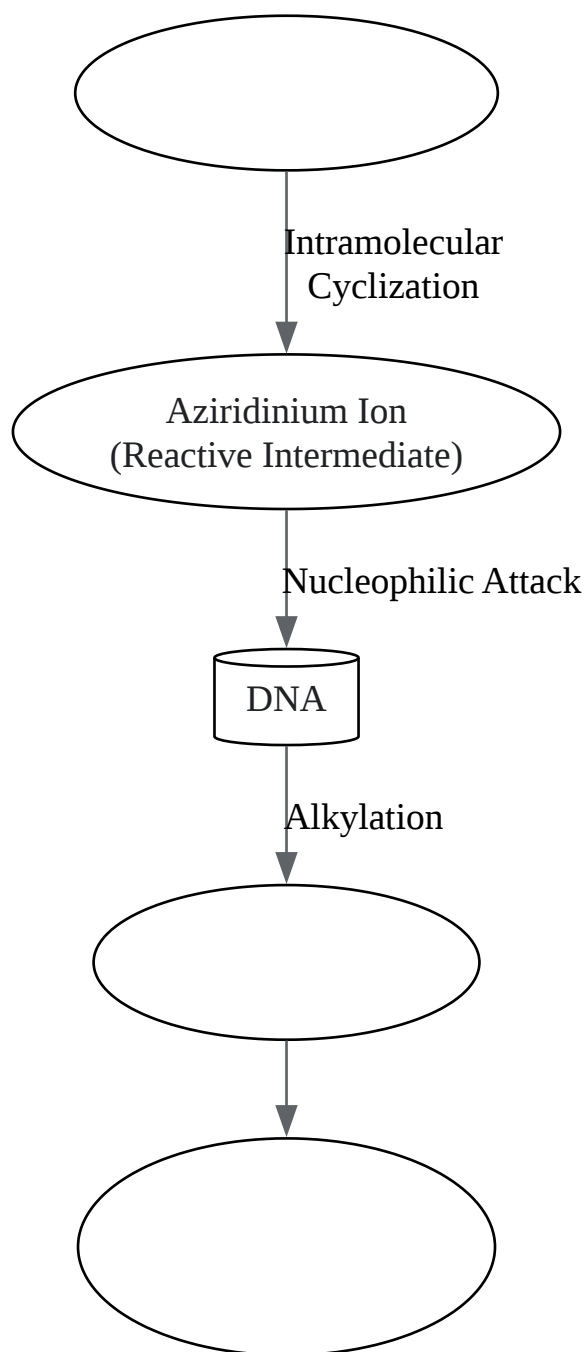 Intramolecular
Cyclization
Aziridinium Ion
(Reactive Intermediate)
Nucleophilic Attack
DNA
Alkylation